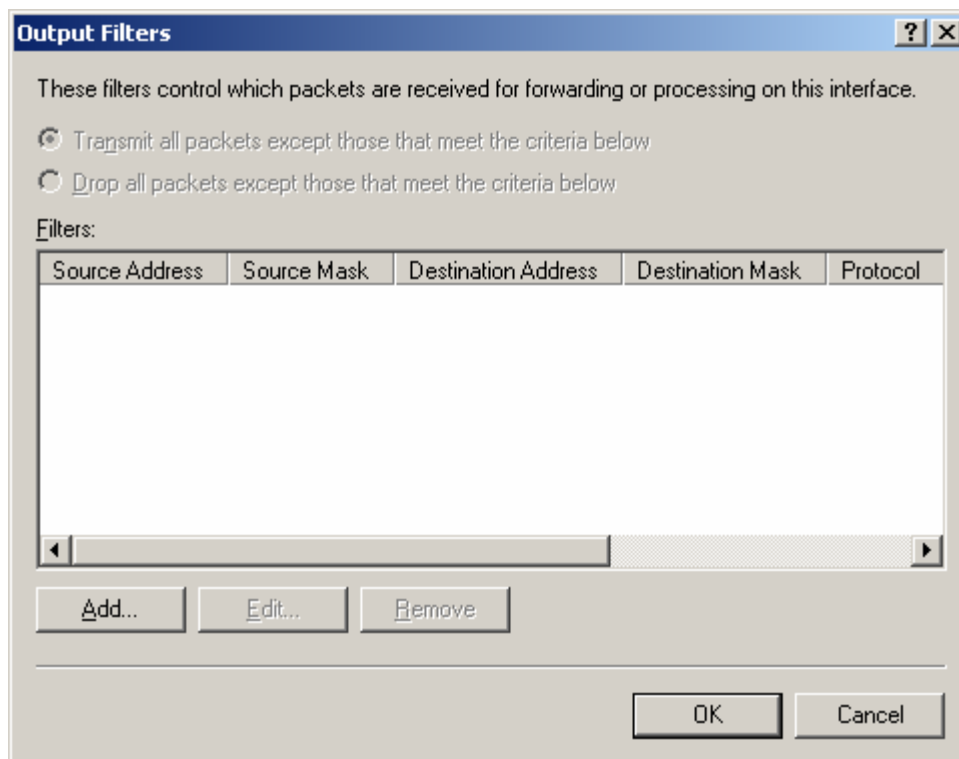 Output Filters
These filters control which packets are received for forwarding or processing on this interface.
Transmit all packets except those that meet the criteria below
Drop all packets except those that meet the criteria below
Filters:
Source Address Source Mask Destination Address Destination Mask Protocol
Add... Edit... Remove
OK Cancel